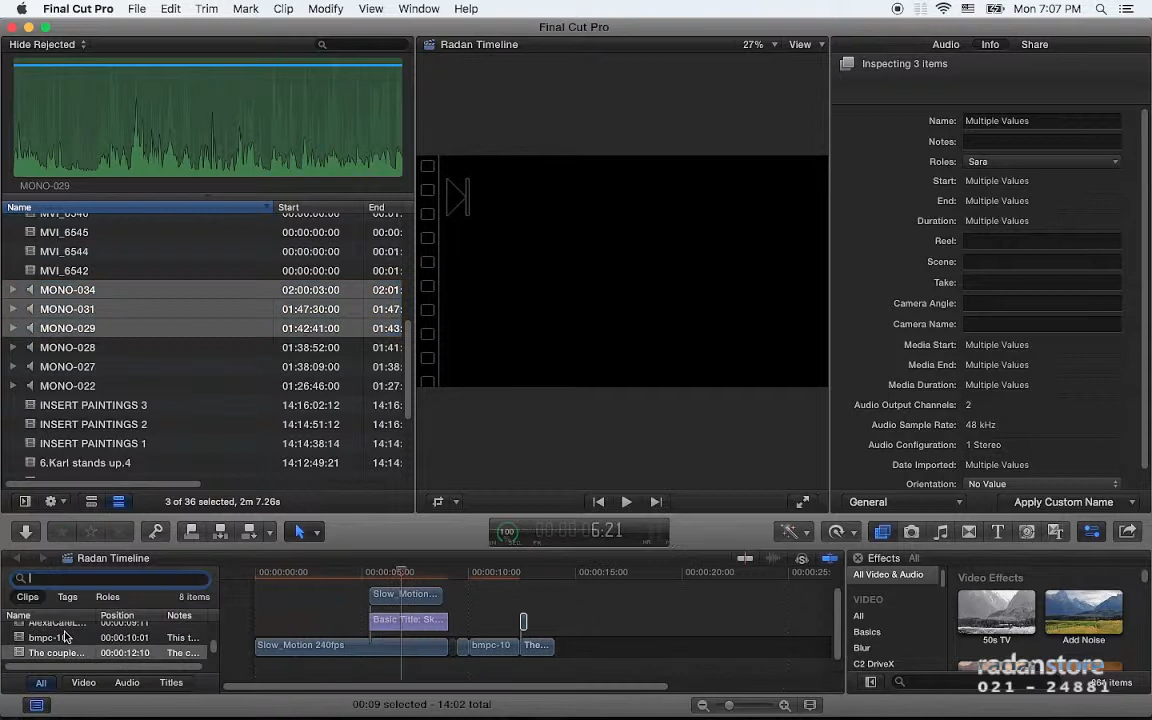 Final Cut Pro File Edit Trim Mark Clip Modify View Window Help Mon 7:07 PM
Final Cut Pro
Hide Rejected
Radan Timeline 27% View
Audio Info Share
Inspecting 3 items
MONO-029
Name Start End
MVI_6546 00:00:00:00 00:01:
MVI_6545 00:00:00:00 00:01:
MVI_6544 00:00:00:00 00:01:
MVI_6542 00:00:00:00 00:01:
MONO-034 02:00:03:00 02:01:
MONO-031 01:47:30:00 01:47:
MONO-029 01:42:41:00 01:43:
MONO-028 01:38:52:00 01:41:
MONO-027 01:38:09:00 01:38:
MONO-022 01:26:46:00 01:27:
INSERT PAINTINGS 3 14:16:02:12 14:16:
INSERT PAINTINGS 2 14:14:51:12 14:16:
INSERT PAINTINGS 1 14:14:38:14 14:14:
6.Karl stands up.4 14:12:49:21 14:14:
3 of 36 selected, 2m 7.26s
Name: Multiple Values
Notes:
Roles: Sara
Start: Multiple Values
End: Multiple Values
Duration: Multiple Values
Reel:
Scene:
Take:
Camera Angle:
Camera Name:
Media Start: Multiple Values
Media End: Multiple Values
Media Duration: Multiple Values
Audio Output Channels: 2
Audio Sample Rate: 48 kHz
Audio Configuration: 1 Stereo
Date Imported: Multiple Values
Orientation: No Value
General Apply Custom Name
100 6:21
Radan Timeline
Clips Tags Roles 8 items
Name Position Notes
00:00:09:11
bmpc-10 00:00:10:01 This t...
The couple... 00:00:12:10 The c...
All Video Audio Titles
00:00:00:00 00:00:05:00 00:00:10:00 00:00:15:00 00:00:20:00 00:00:25:
Slow_Motion...
Basic Title: Sk...
Slow_Motion 240fps bmpc-10 The...
00:09 selected - 14:02 total
Effects All
All Video & Audio
VIDEO
All
Basics
Blur
C2 DriveX
Video Effects
50s TV Add Noise
items
radanstore
021 - 24881